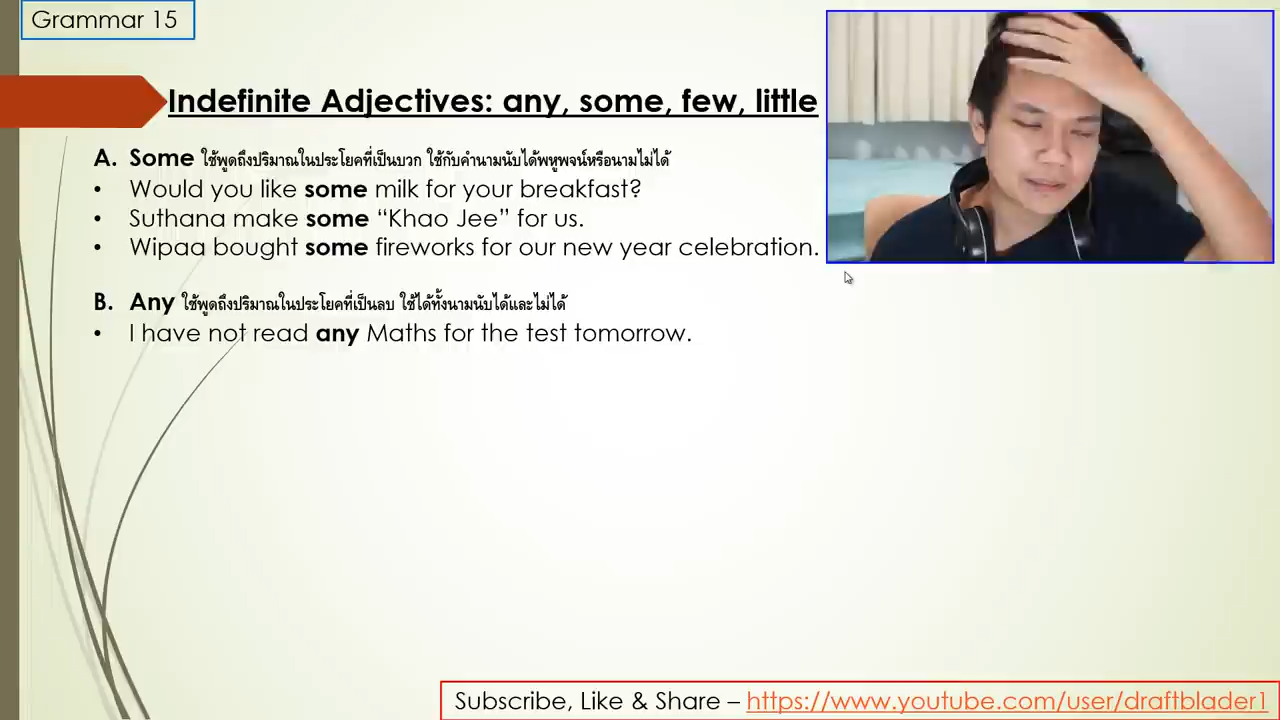 Grammar 15
Indefinite Adjectives: any, some, few, little
A. Some ใช้พูดถึงปริมาณในประโยคที่เป็นบวก ใช้กับคำนามนับได้พหูพจน์หรือนามไม่ได้
• Would you like some milk for your breakfast?
• Suthana make some “Khao Jee” for us.
• Wipaa bought some fireworks for our new year celebration.
B. Any ใช้พูดถึงปริมาณในประโยคที่เป็นลบ ใช้ได้ทั้งนามนับได้และไม่ได้
• I have not read any Maths for the test tomorrow.
Subscribe, Like & Share – https://www.youtube.com/user/draftblader1